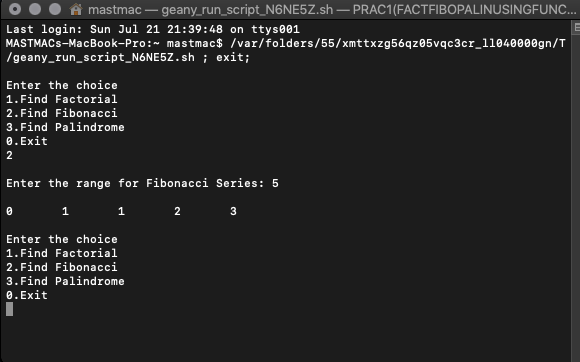 mastmac — geany_run_script_N6NE5Z.sh — PRAC1(FACTFIBOPALINUSINGFUNC...
Last login: Sun Jul 21 21:39:48 on ttys001
MASTMACs-MacBook-Pro:~ mastmac$ /var/folders/55/xmttxzg56qz05vqc3cr_ll040000gn/T
/geany_run_script_N6NE5Z.sh ; exit;
Enter the choice
1.Find Factorial
2.Find Fibonacci
3.Find Palindrome
0.Exit
2
Enter the range for Fibonacci Series: 5
0 1 1 2 3
Enter the choice
1.Find Factorial
2.Find Fibonacci
3.Find Palindrome
0.Exit